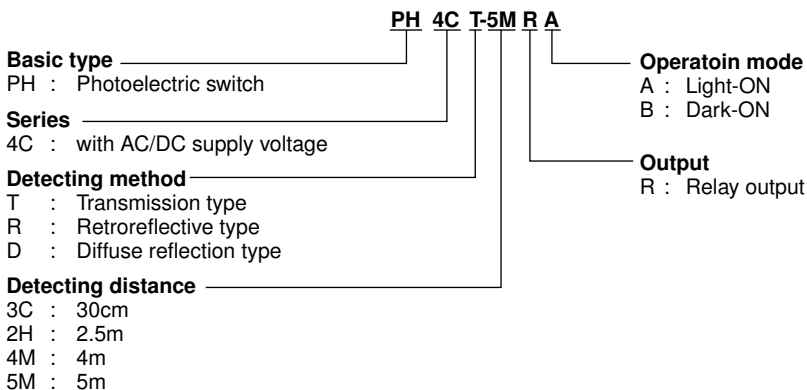 PH 4C T-5M R A
Basic type
PH : Photoelectric switch
Series
4C : with AC/DC supply voltage
Detecting method
T : Transmission type
R : Retroreflective type
D : Diffuse reflection type
Detecting distance
3C : 30cm
2H : 2.5m
4M : 4m
5M : 5m
Operatoin mode
A : Light-ON
B : Dark-ON
Output
R : Relay output